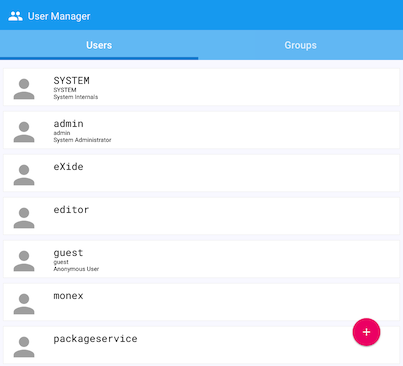 User Manager
Users
Groups
SYSTEM
SYSTEM
System Internals
admin
admin
System Administrator
eXide
editor
guest
guest
Anonymous User
monex
packageservice